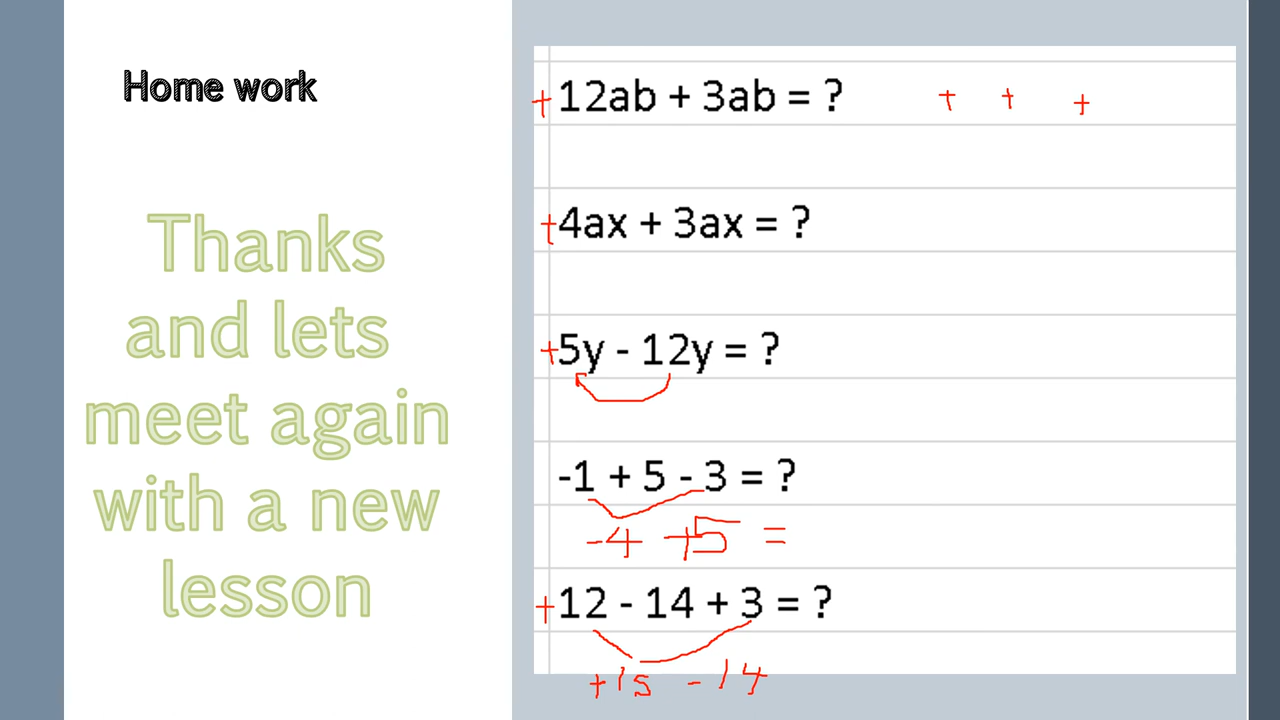 Home work
Thanks
and lets
meet again
with a new
lesson
+12ab + 3ab = ? + + +
+4ax + 3ax = ?
+5y - 12y = ?
-1 + 5 - 3 = ?
-4 +5 =
+12 - 14 + 3 = ?
+15 - 14